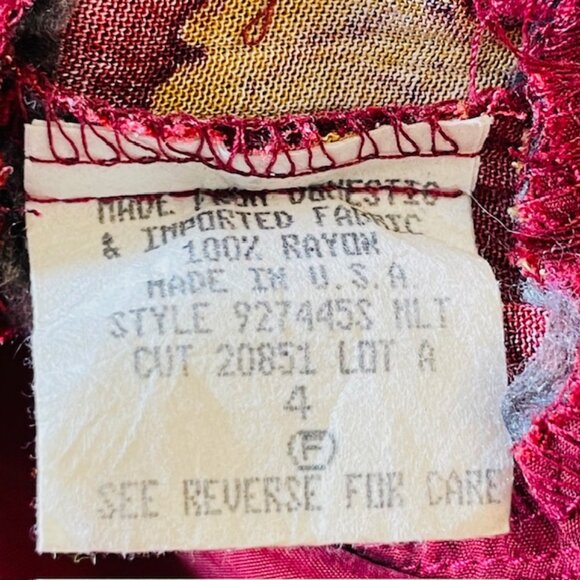 MADE FROM DOMESTIC
& IMPORTED FABRIC
100% RAYON
MADE IN U.S.A.
STYLE 927445S MLT
CUT 20851 LOT A
4
F
SEE REVERSE FOR CARE